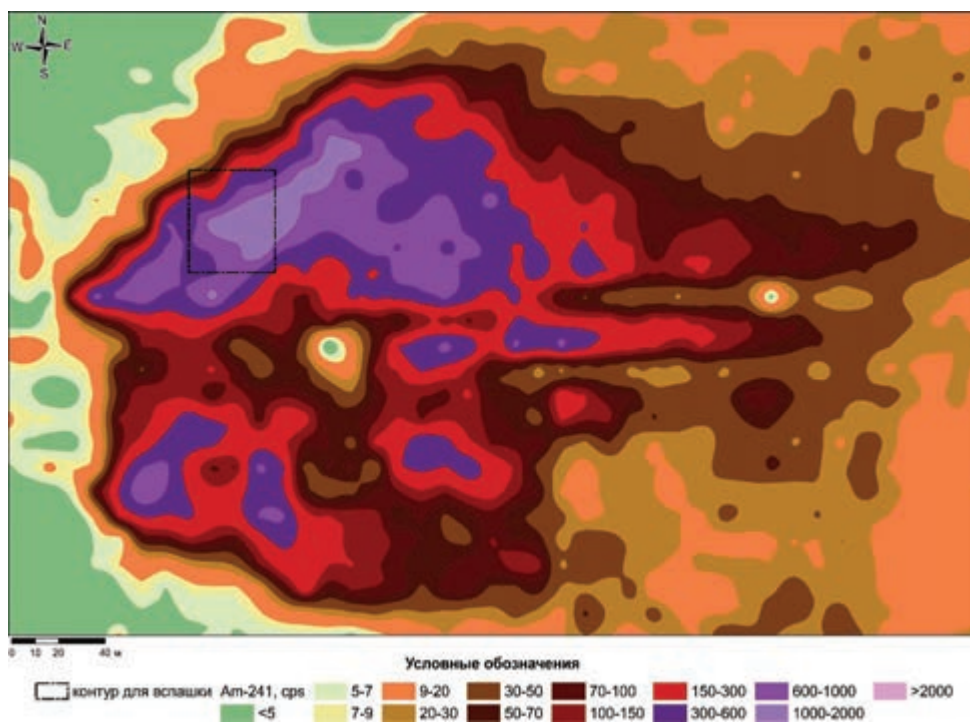 N
W E
S
0 10 20 40 м
Условные обозначения
контур для вспашки Am-241, cps 5-7 9-20 30-50 70-100 150-300 600-1000 >2000
<5 7-9 20-30 50-70 100-150 300-600 1000-2000